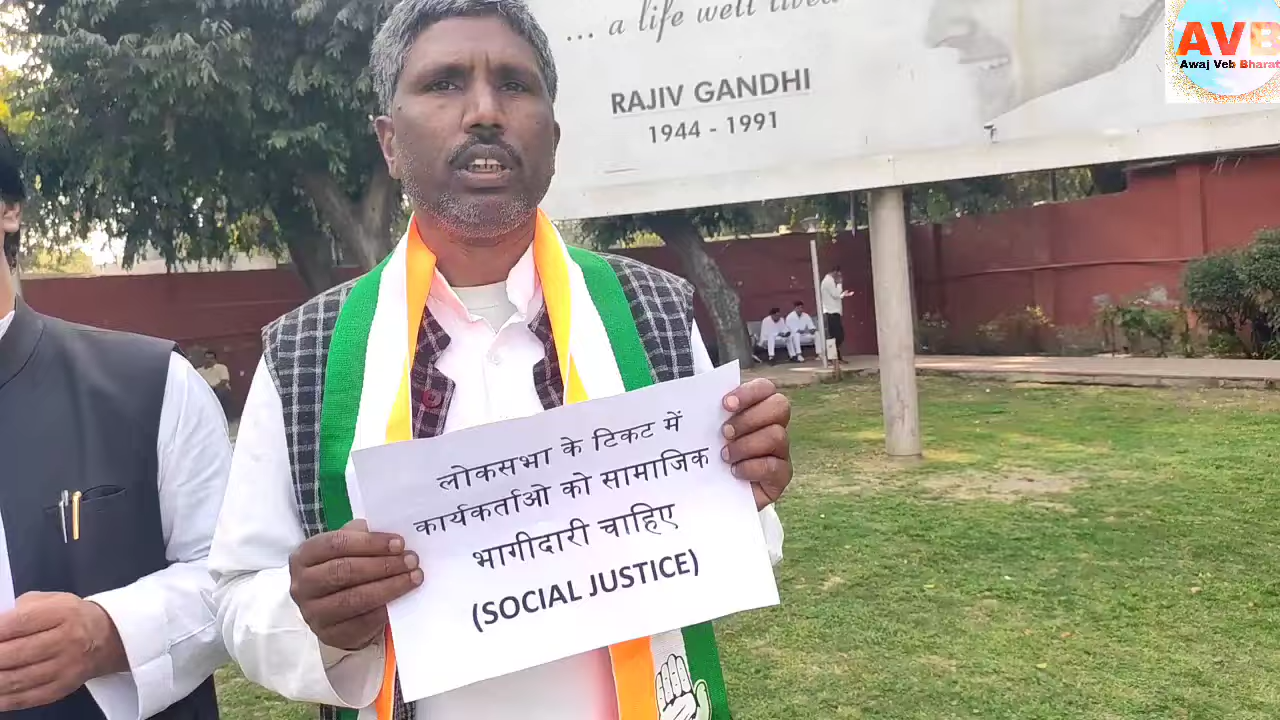 ... a life well lived
RAJIV GANDHI
1944 - 1991
AVB
Awaj Veb Bharat
लोकसभा के टिकट में
कार्यकर्ताओ को सामाजिक
भागीदारी चाहिए
(SOCIAL JUSTICE)